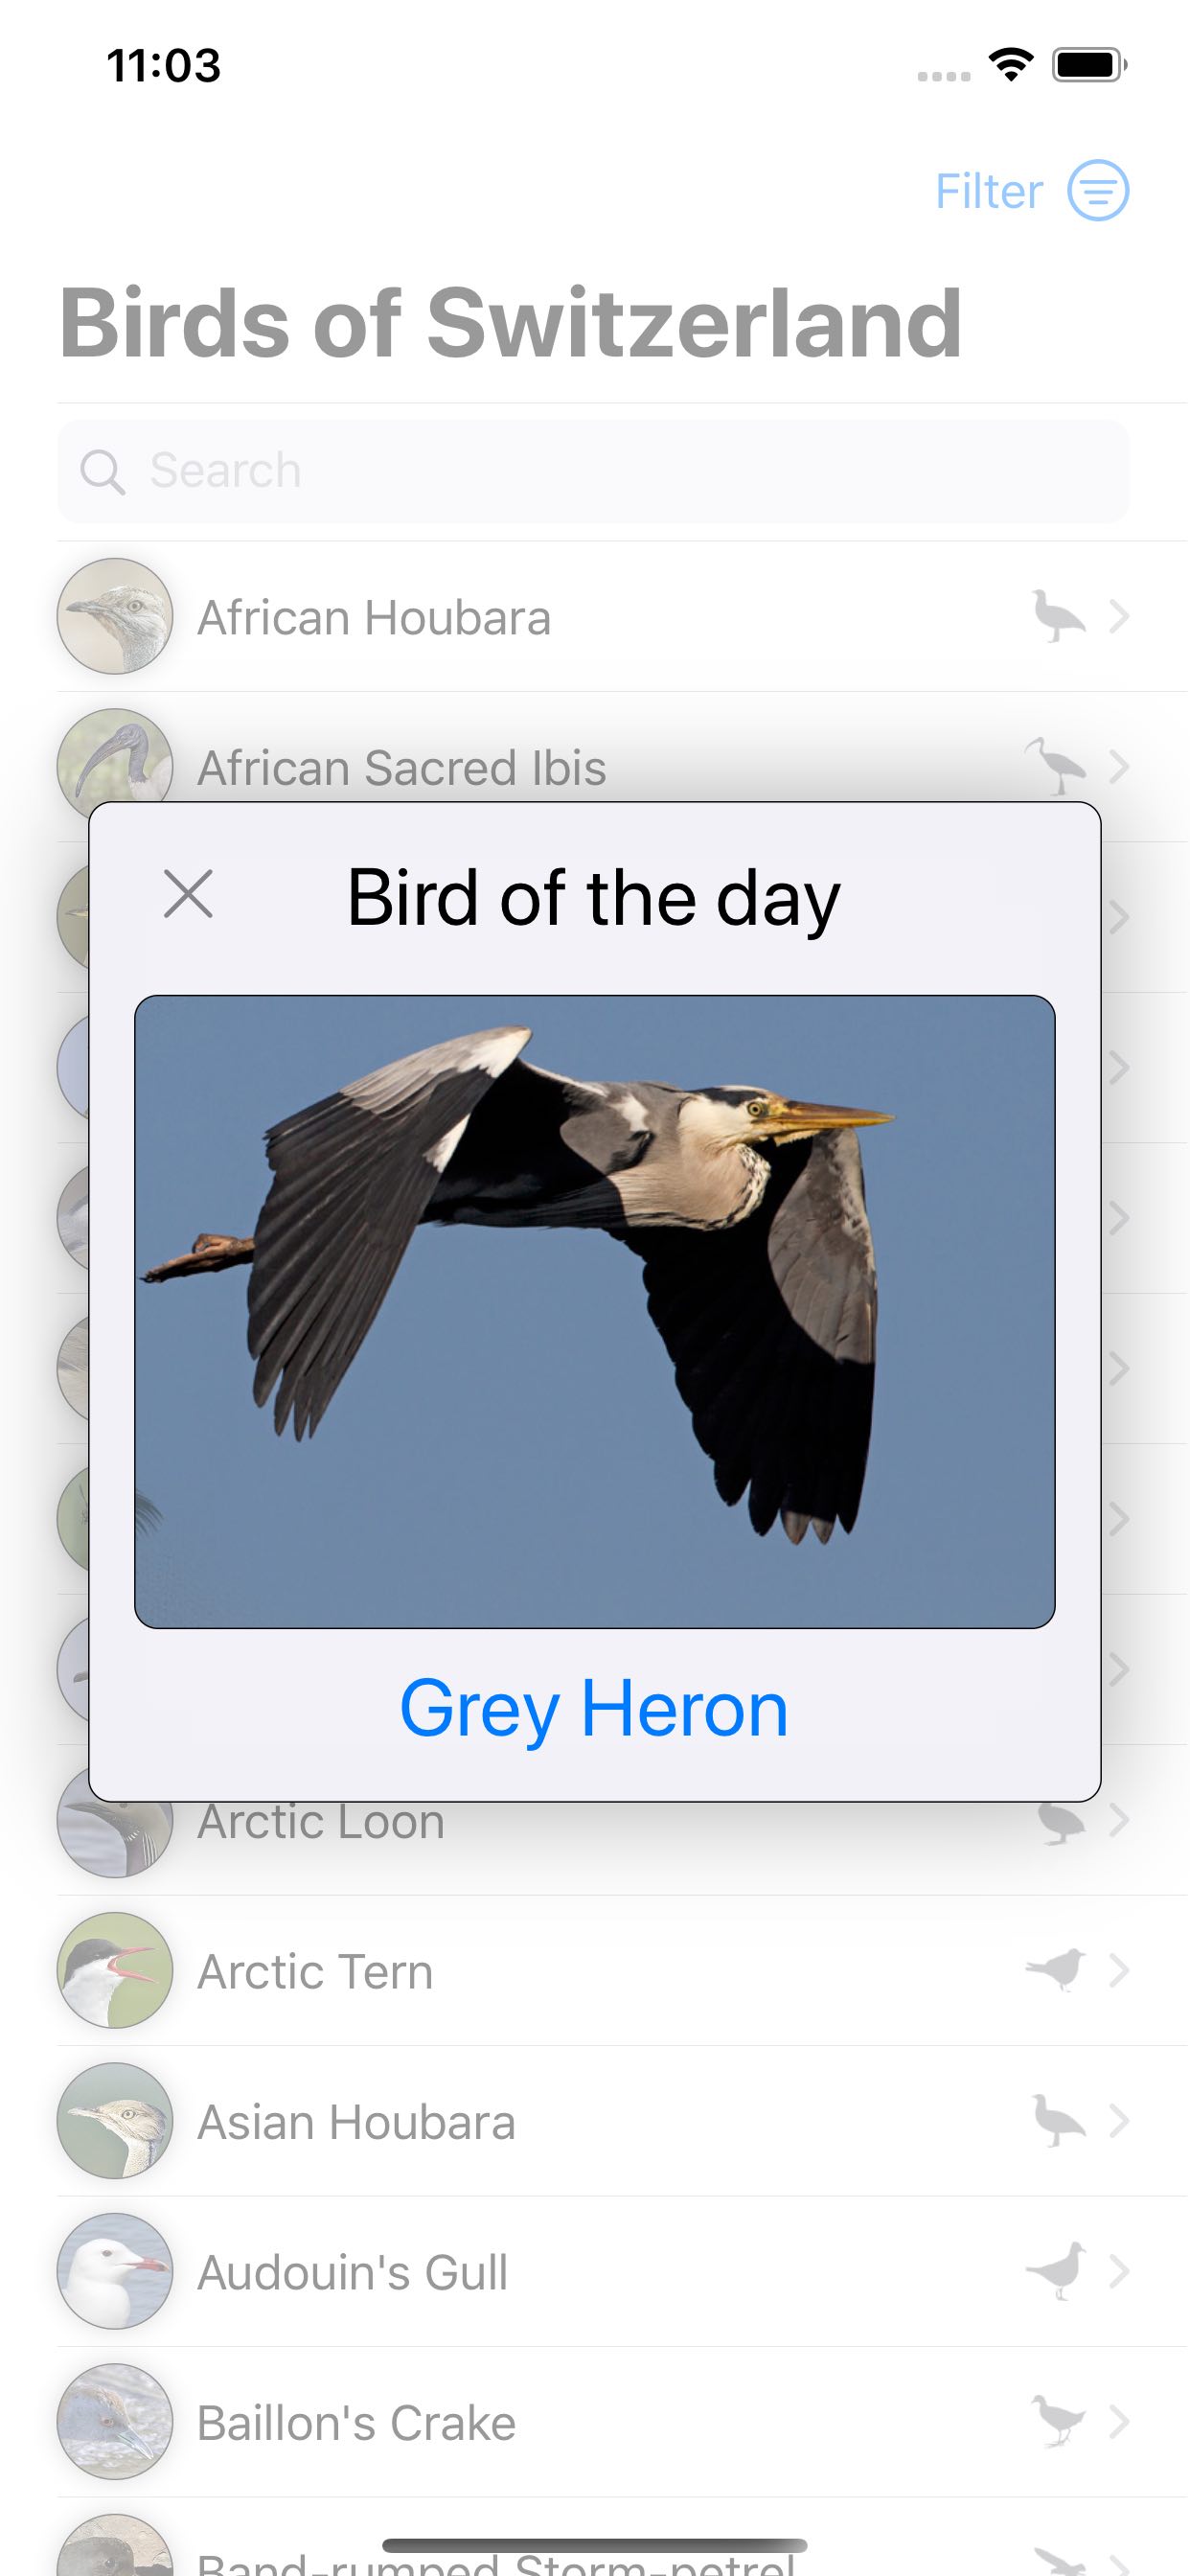 11:03
Filter
Birds of Switzerland
Search
African Houbara
African Sacred Ibis
Bird of the day
Grey Heron
Arctic Loon
Arctic Tern
Asian Houbara
Audouin's Gull
Baillon's Crake
Band-rumped Storm-petrel